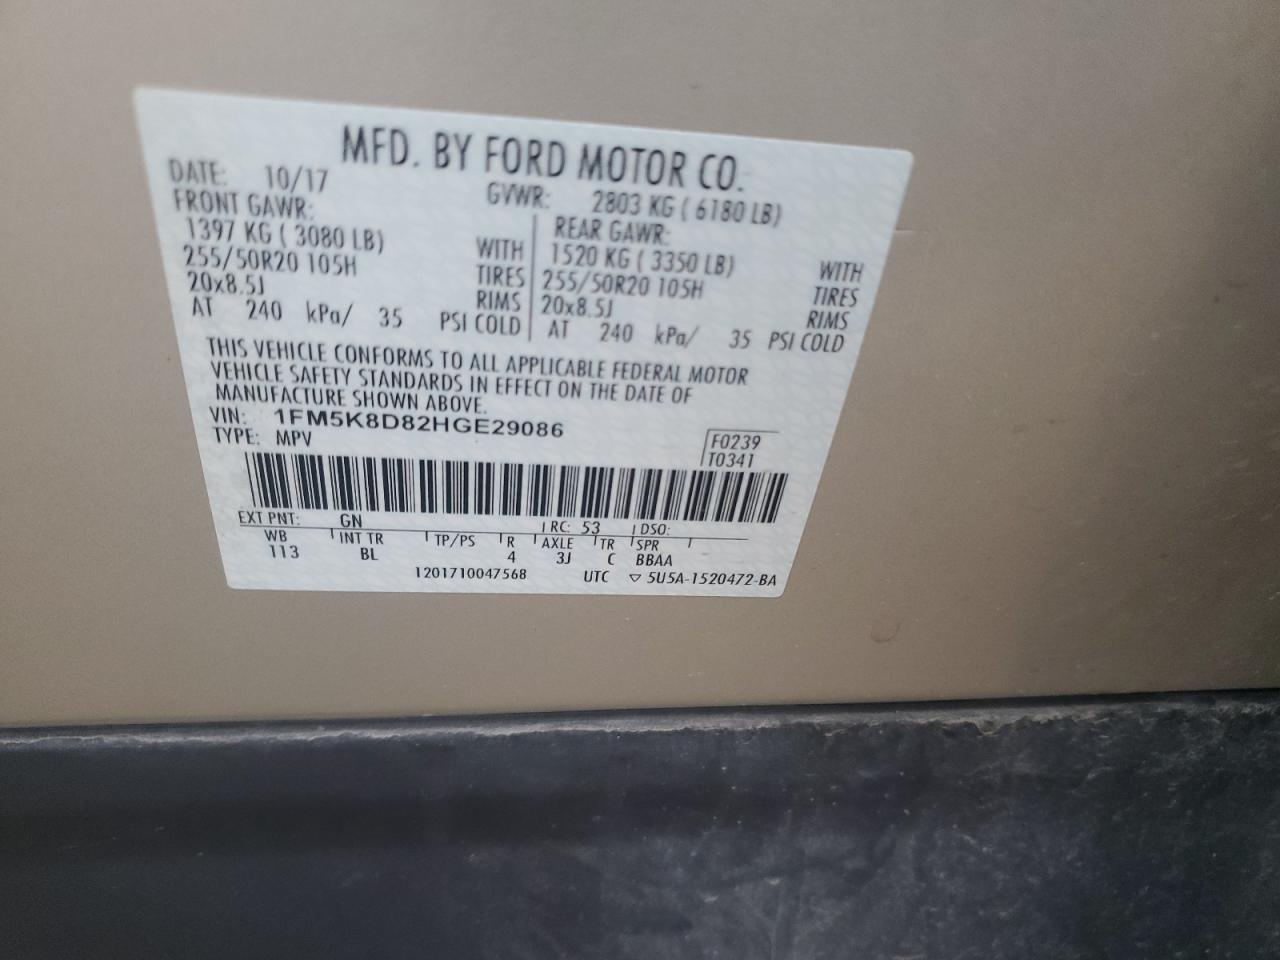 MFD. BY FORD MOTOR CO.
DATE: 10/17 GVWR: 2803 KG ( 6180 LB)
FRONT GAWR: REAR GAWR:
1397 KG ( 3080 LB) WITH 1520 KG ( 3350 LB) WITH
255/50R20 105H TIRES 255/50R20 105H TIRES
20x8.5J RIMS 20x8.5J RIMS
AT 240 kPa/ 35 PSI COLD AT 240 kPa/ 35 PSI COLD
THIS VEHICLE CONFORMS TO ALL APPLICABLE FEDERAL MOTOR
VEHICLE SAFETY STANDARDS IN EFFECT ON THE DATE OF
MANUFACTURE SHOWN ABOVE.
VIN: 1FM5K8D82HGE29086
TYPE: MPV
F0239
T0341
EXT PNT: GN RC: 53 DSO:
WB INT TR TP/PS R AXLE TR SPR
113 BL 4 3J C BBAA
1201710047568 UTC ▽ 5U5A-1520472-BA